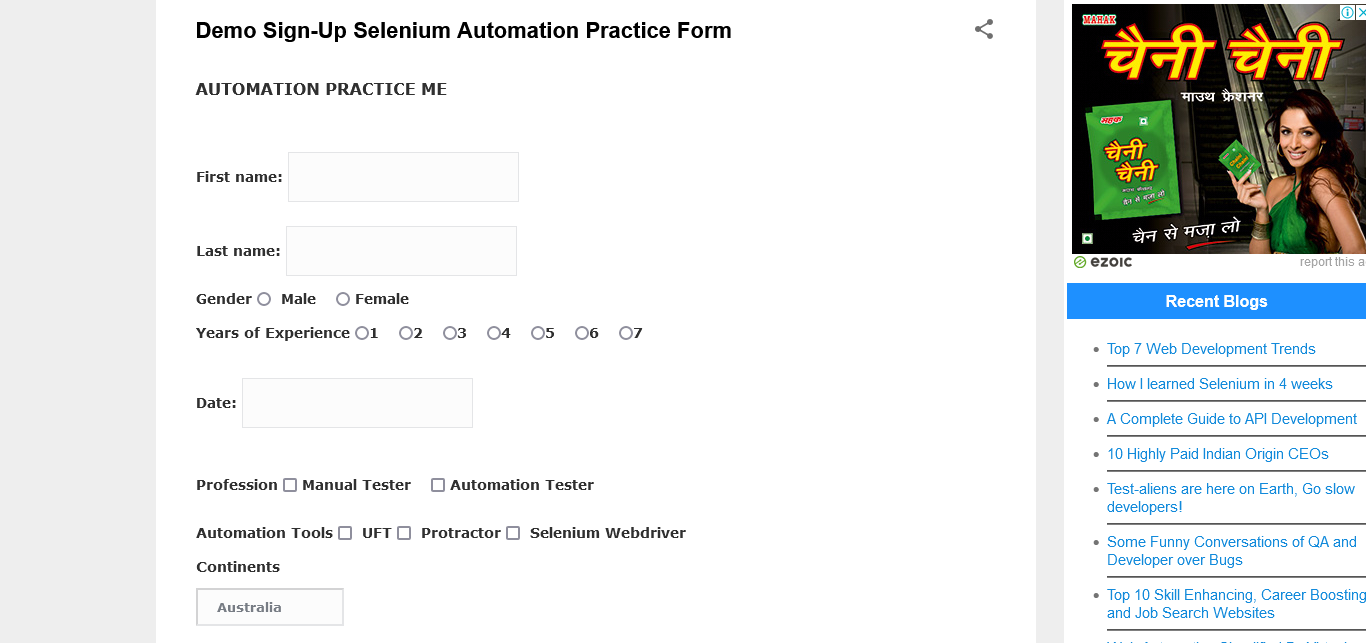 Demo Sign-Up Selenium Automation Practice Form
AUTOMATION PRACTICE ME
First name:
Last name:
Gender Male Female
Years of Experience 1 2 3 4 5 6 7
Date:
Profession Manual Tester Automation Tester
Automation Tools UFT Protractor Selenium Webdriver
Continents
Australia
MAHAK
चैनी चैनी
माउथ फ्रैशनर
महक
चैनी
चैनी
चैन से मज़ा लो
ezoic
report this a
Recent Blogs
Top 7 Web Development Trends
How I learned Selenium in 4 weeks
A Complete Guide to API Development
10 Highly Paid Indian Origin CEOs
Test-aliens are here on Earth, Go slow
developers!
Some Funny Conversations of QA and
Developer over Bugs
Top 10 Skill Enhancing, Career Boosting
and Job Search Websites